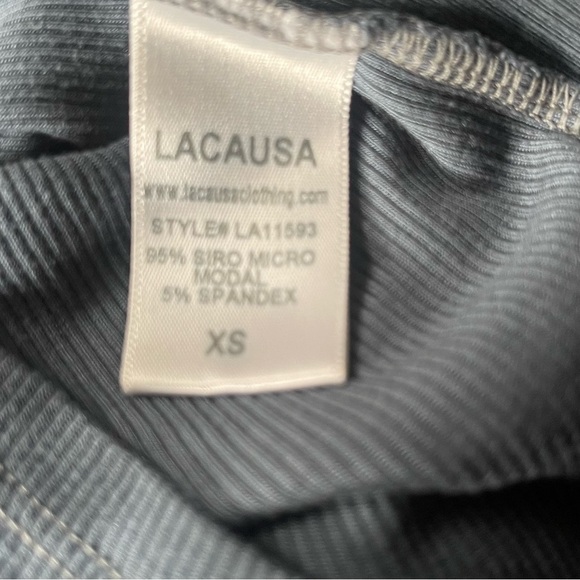 LACAUSA
www.lacausaclothing.com
STYLE# LA11593
95% SIRO MICRO
MODAL
5% SPANDEX
XS